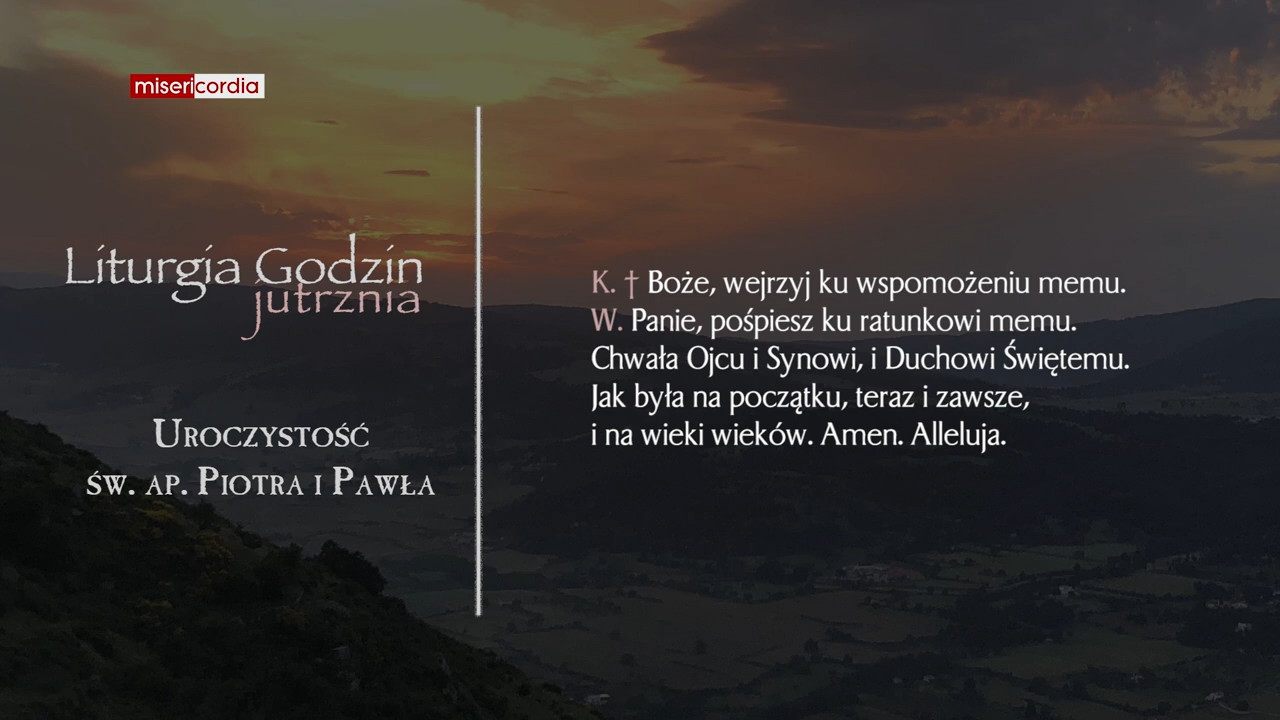 misericordia
Liturgia Godzin
jutrznia
Uroczystość
św. ap. Piotra i Pawła
K. † Boże, wejrzyj ku wspomożeniu memu.
W. Panie, pośpiesz ku ratunkowi memu.
Chwała Ojcu i Synowi, i Duchowi Świętemu.
Jak była na początku, teraz i zawsze,
i na wieki wieków. Amen. Alleluja.